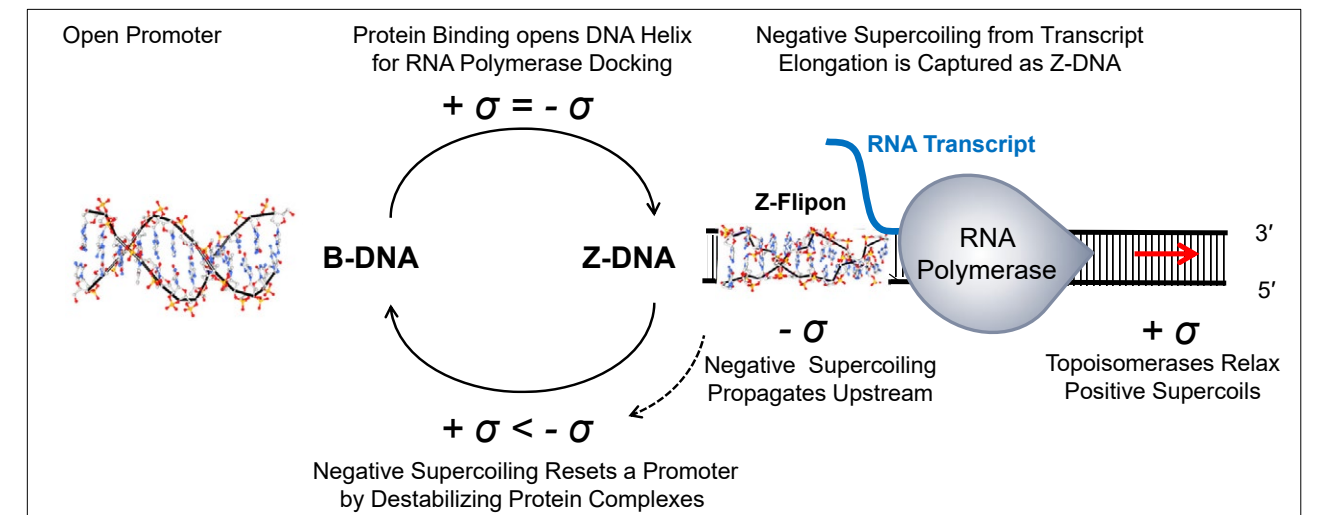 Open Promoter
Protein Binding opens DNA Helix
for RNA Polymerase Docking
+ σ = - σ
Negative Supercoiling from Transcript
Elongation is Captured as Z-DNA
RNA Transcript
Z-Flipon
B-DNA
Z-DNA
RNA
Polymerase
3′
5′
- σ
Negative Supercoiling
Propagates Upstream
+ σ
Topoisomerases Relax
Positive Supercoils
+ σ < - σ
Negative Supercoiling Resets a Promoter
by Destabilizing Protein Complexes